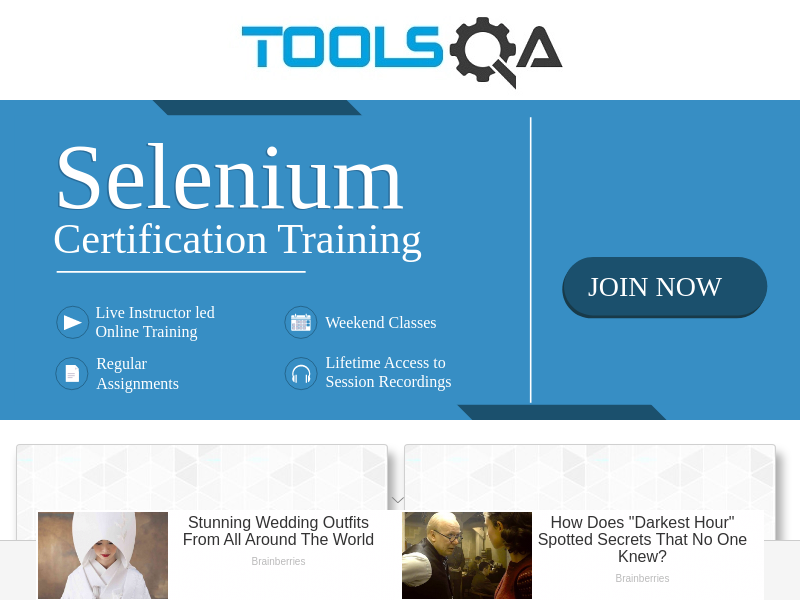 TOOLSQA
Selenium
Certification Training
JOIN NOW
Live Instructor led
Online Training
Weekend Classes
Regular
Assignments
Lifetime Access to
Session Recordings
Stunning Wedding Outfits
From All Around The World
Brainberries
How Does "Darkest Hour"
Spotted Secrets That No One
Knew?
Brainberries